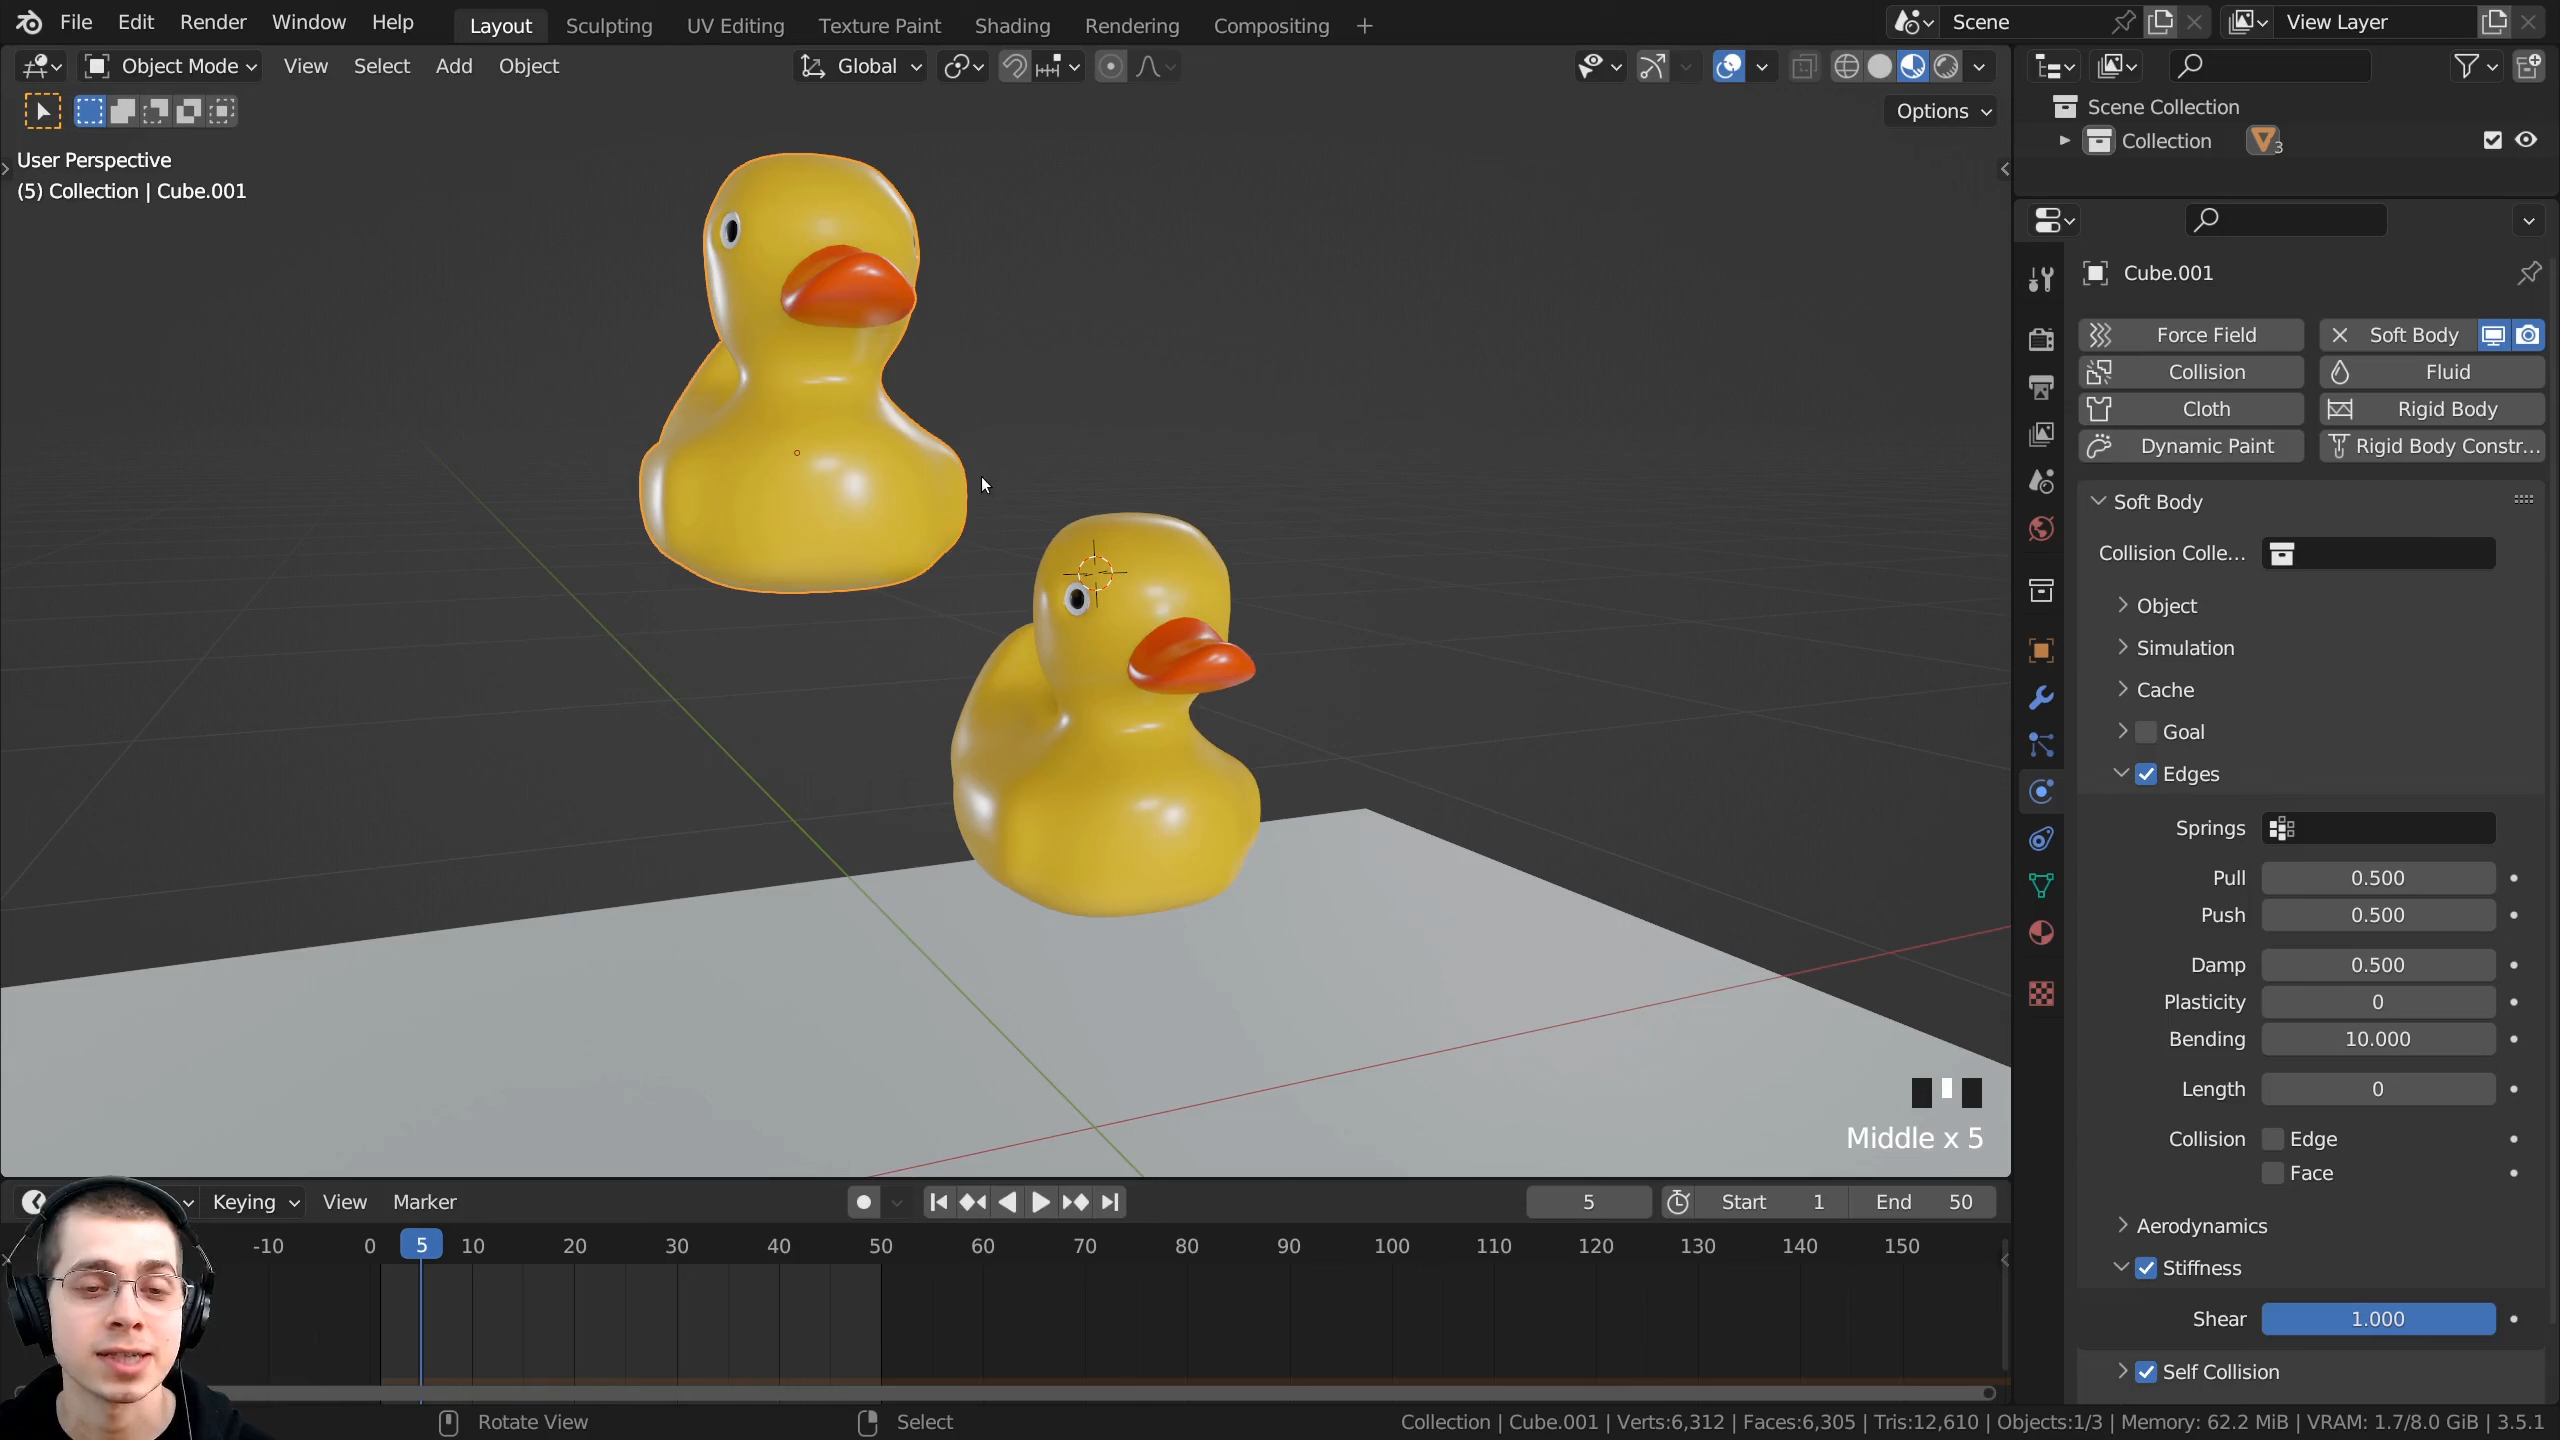 File Edit Render Window Help Layout Sculpting UV Editing Texture Paint Shading Rendering Compositing + Scene View Layer
Object Mode View Select Add Object Global
Options
User Perspective
(5) Collection | Cube.001
Scene Collection
Collection 3
Cube.001
Force Field Soft Body
Collision Fluid
Cloth Rigid Body
Dynamic Paint Rigid Body Constr...
Soft Body
Collision Colle...
Object
Simulation
Cache
Goal
Edges
Springs
Pull 0.500
Push 0.500
Damp 0.500
Plasticity 0
Bending 10.000
Length 0
Collision Edge
Face
Aerodynamics
Stiffness
Shear 1.000
Self Collision
Middle x 5
Keying View Marker 5 Start 1 End 50
-10 0 5 10 20 30 40 50 60 70 80 90 100 110 120 130 140 150
Rotate View Select Collection | Cube.001 | Verts:6,312 | Faces:6,305 | Tris:12,610 | Objects:1/3 | Memory: 62.2 MiB | VRAM: 1.7/8.0 GiB | 3.5.1